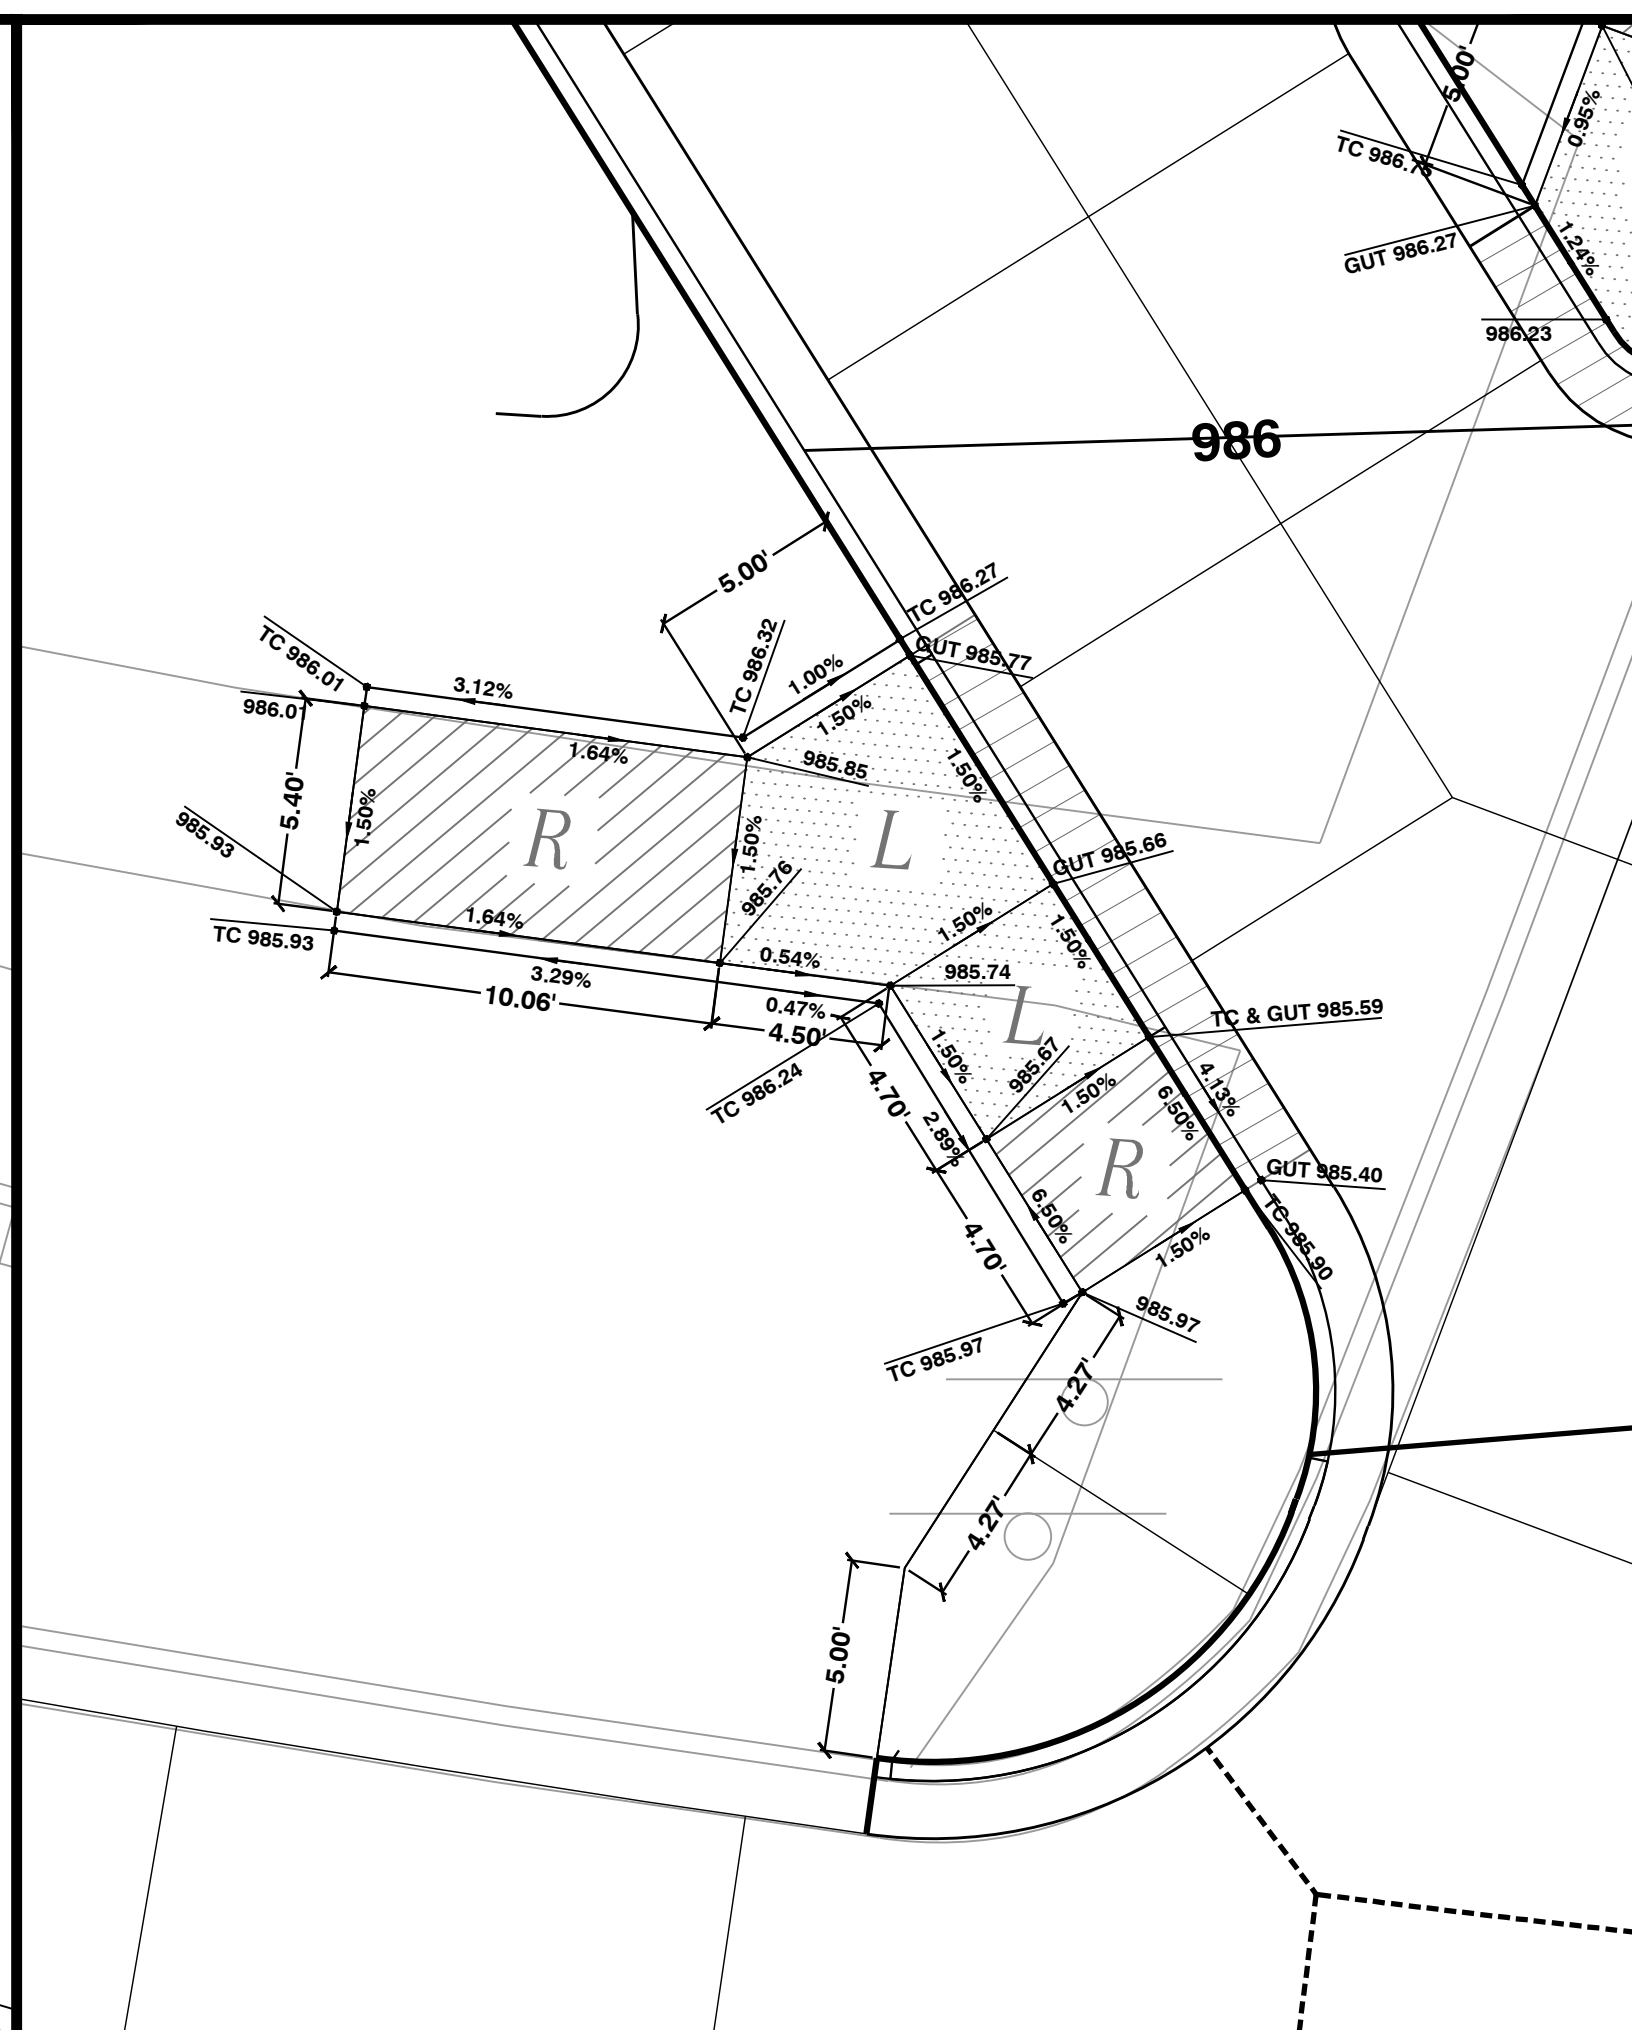 5.00'
0.95%
TC 986.75
GUT 986.27
1.24%
986.23
986
5.00'
TC 986.27
GUT 985.77
TC 986.32
1.00%
1.50%
TC 986.01
986.01
3.12%
1.64%
985.85
1.50%
5.40'
1.50%
R
L
1.50%
985.93
GUT 985.66
985.76
1.64%
1.50%
1.50%
TC 985.93
0.54%
985.74
3.29%
10.06'
0.47%
4.50'
L
TC & GUT 985.59
1.50%
985.67
TC 986.24
4.70'
1.50%
4.13%
6.50%
2.89%
R
GUT 985.40
6.50%
4.70'
1.50%
TC 985.90
985.97
TC 985.97
4.27'
4.27'
5.00'